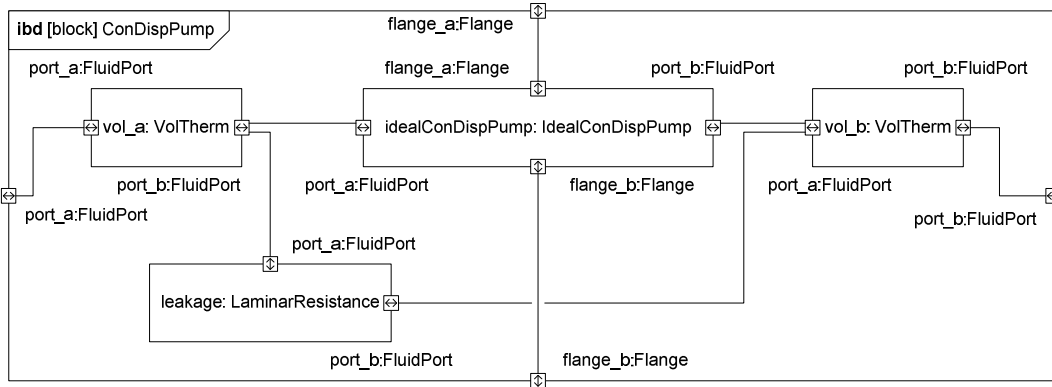 flange_a:Flange
ibd [block] ConDispPump
port_a:FluidPort
flange_a:Flange
port_b:FluidPort
port_b:FluidPort
vol_a: VolTherm
idealConDispPump: IdealConDispPump
vol_b: VolTherm
port_b:FluidPort
port_a:FluidPort
flange_b:Flange
port_a:FluidPort
port_a:FluidPort
port_b:FluidPort
port_a:FluidPort
leakage: LaminarResistance
port_b:FluidPort
flange_b:Flange